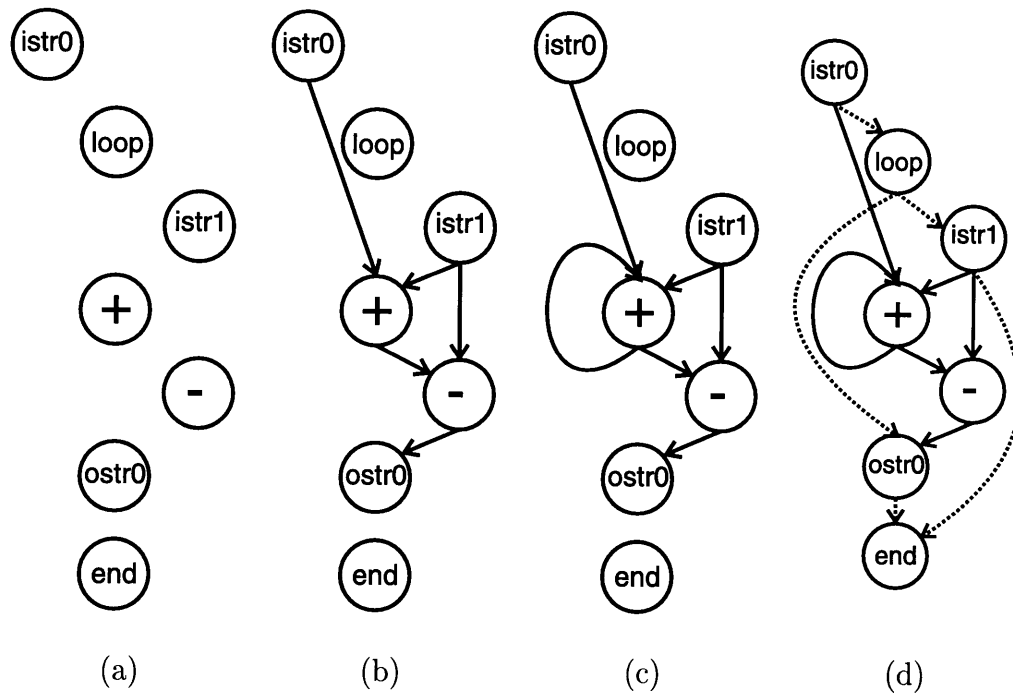 istr0
loop
istr1
+
-
ostr0
end
(a)
istr0
loop
istr1
+
-
ostr0
end
(b)
istr0
loop
istr1
+
-
ostr0
end
(c)
istr0
loop
istr1
+
-
ostr0
end
(d)